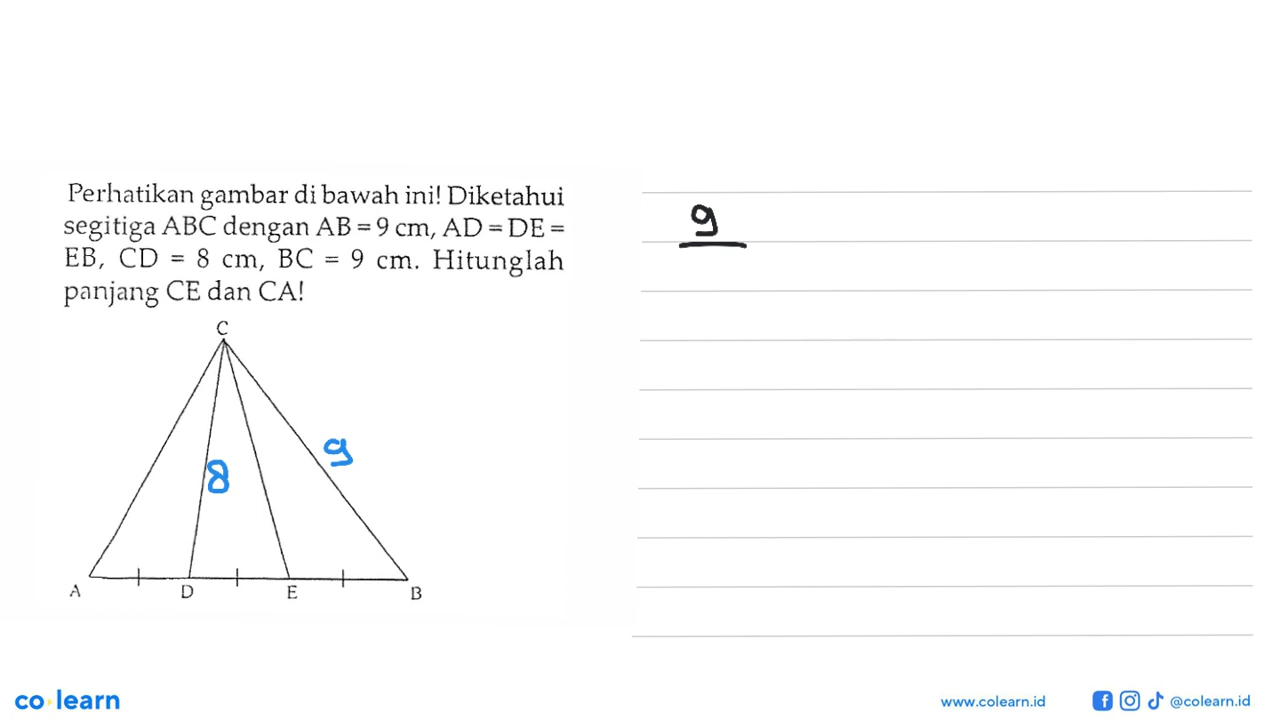 Perhatikan gambar di bawah ini! Diketahui
segitiga ABC dengan AB = 9 cm, AD = DE =
EB, CD = 8 cm, BC = 9 cm. Hitunglah
panjang CE dan CA!
C
9
8
A D E B
9
co learn
www.colearn.id @colearn.id